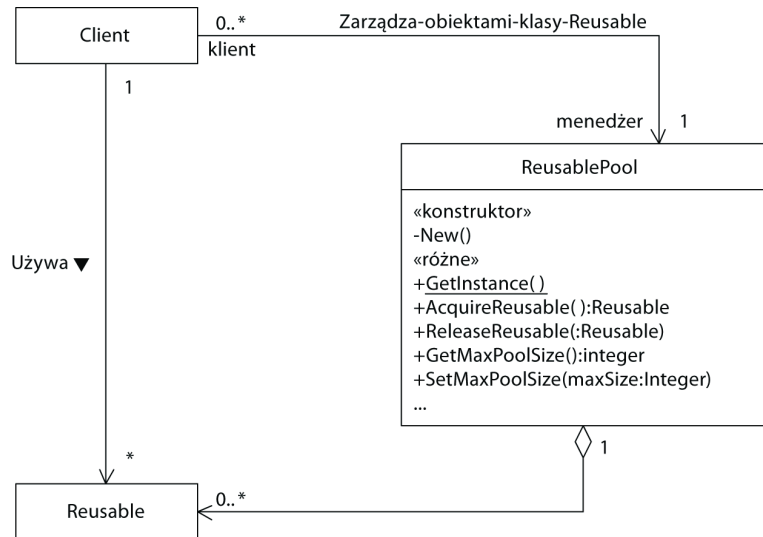 Client
0..*
Zarządza-obiektami-klasy-Reusable
klient
1
menedżer
1
ReusablePool
«konstruktor»
-New()
«różne»
+GetInstance()
+AcquireReusable( ):Reusable
+ReleaseReusable(:Reusable)
+GetMaxPoolSize():integer
+SetMaxPoolSize(maxSize:Integer)
...
Używa ▼
1
*
0..*
Reusable